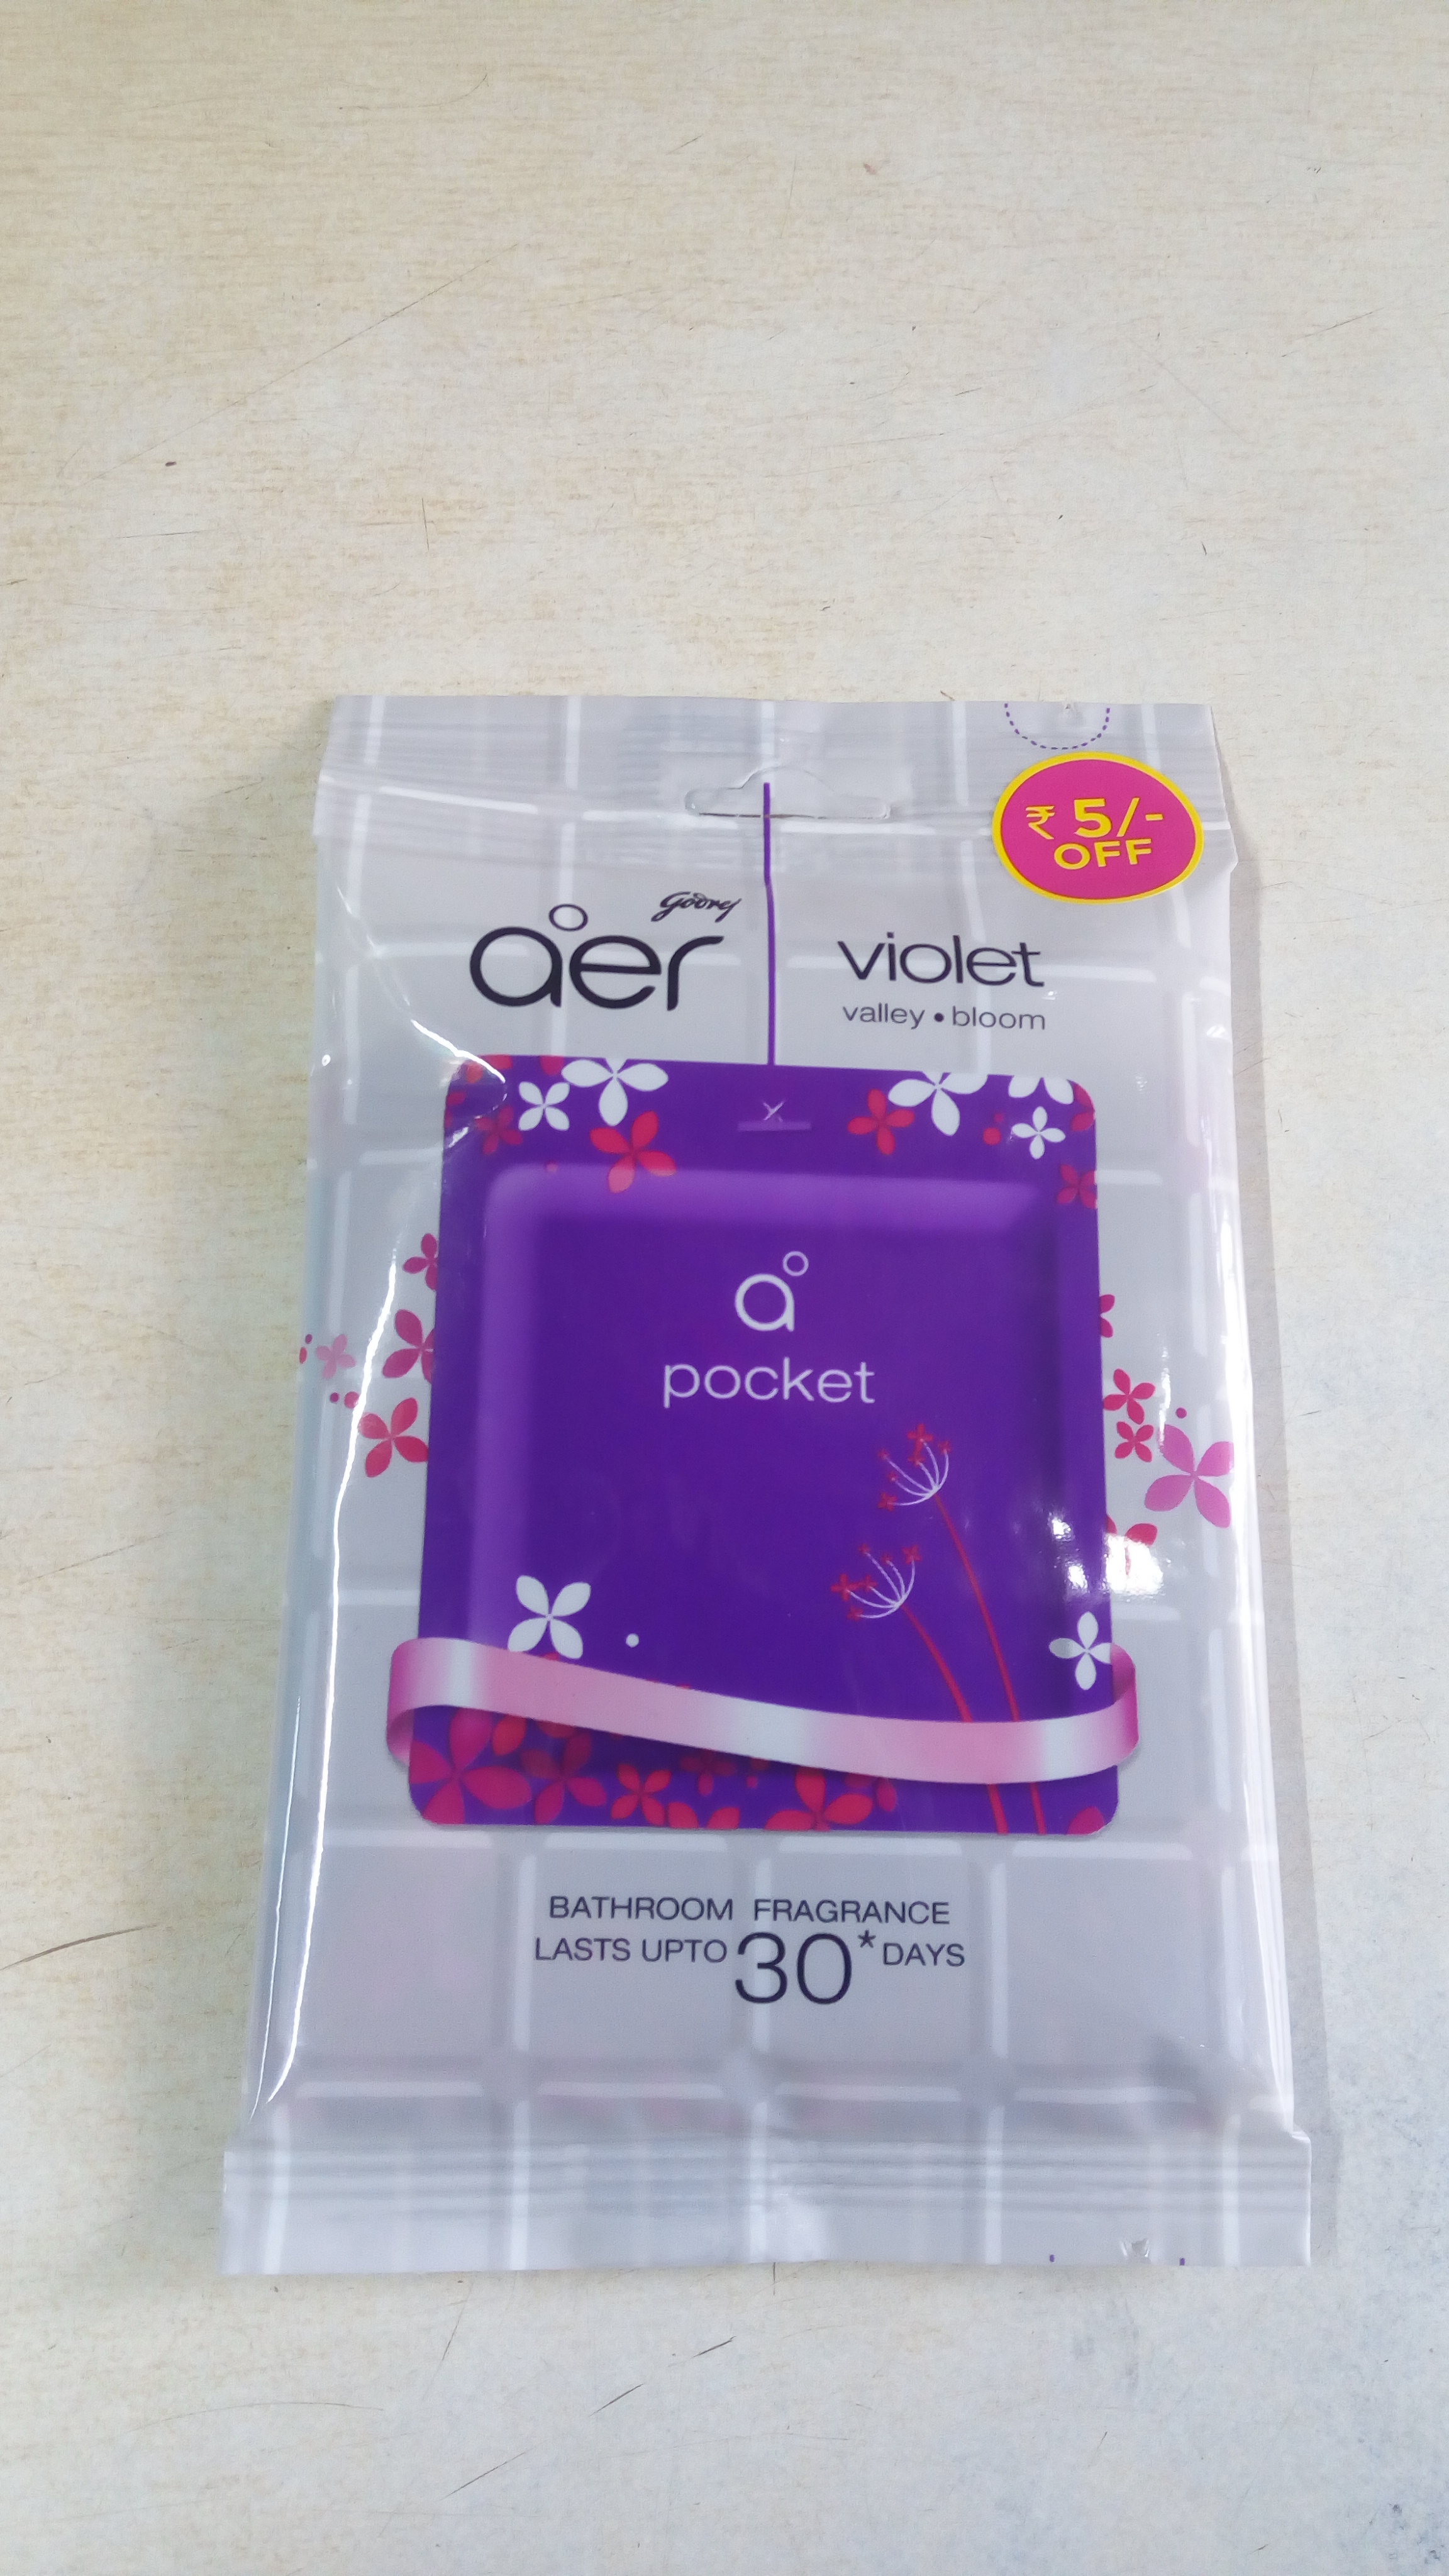 ₹ 5/-
OFF
Godrej
aer
violet
valley • bloom
a
pocket
BATHROOM FRAGRANCE
LASTS UPTO 30* DAYS